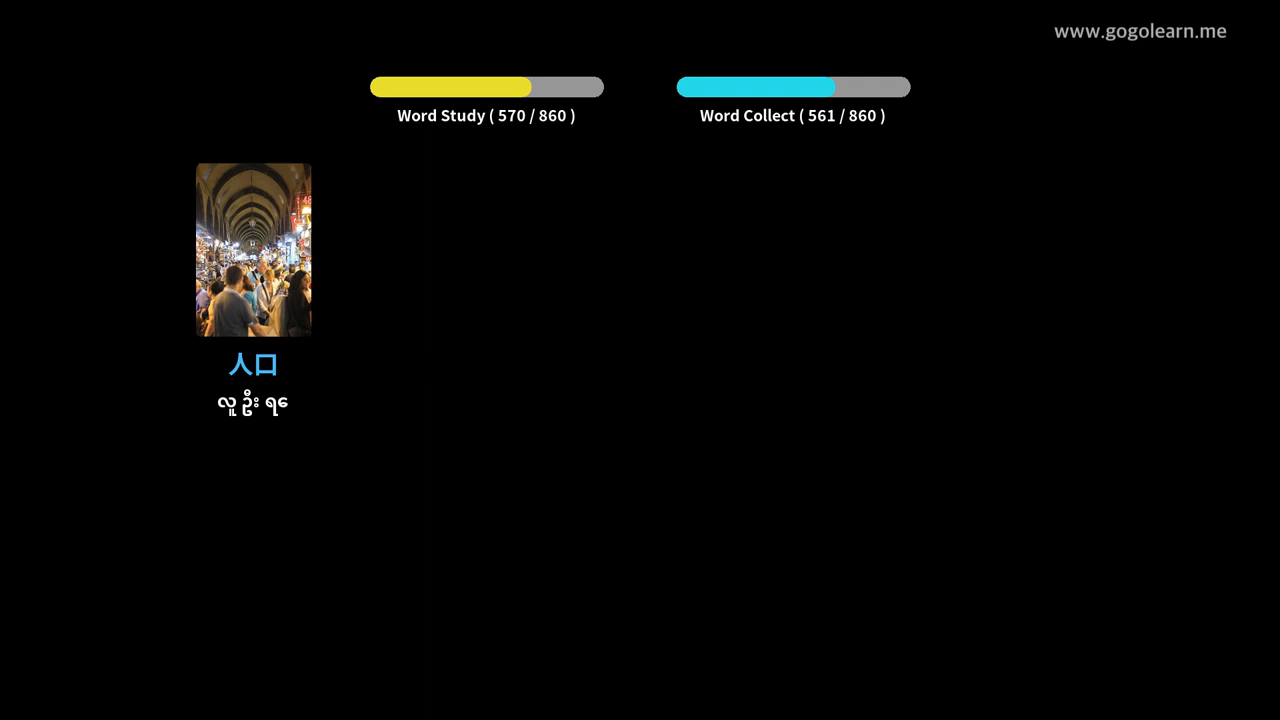 www.gogolearn.me
Word Study ( 570 / 860 )
Word Collect ( 561 / 860 )
人口
လူ ဦး ရေ